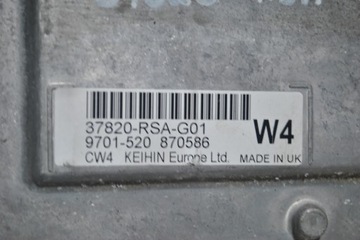 37820-RSA-G01
9701-520 870586 W4
CW4 KEIHIN Europe Ltd. MADE IN UK